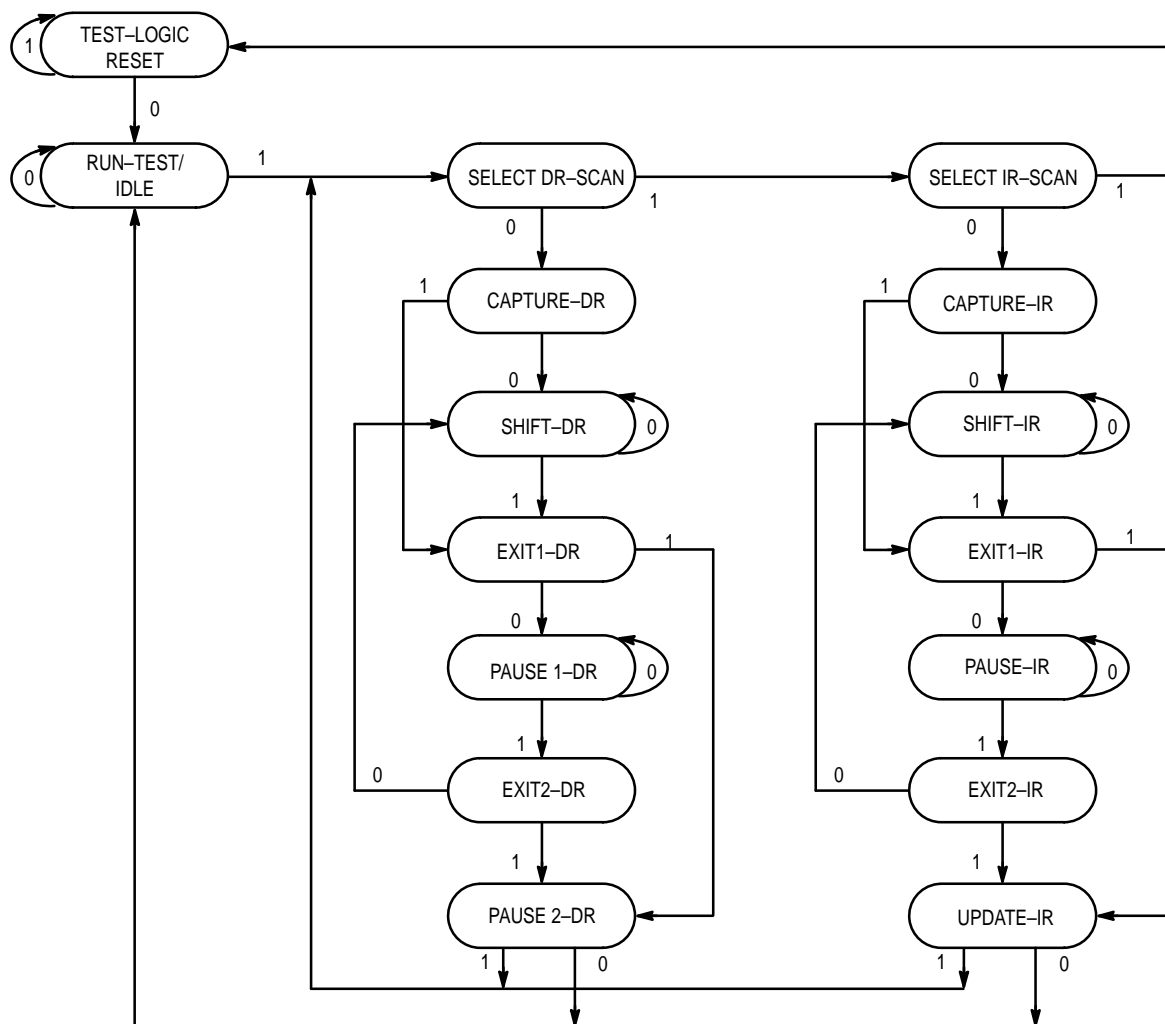 TEST–LOGIC
RESET
1
0
RUN–TEST/
IDLE
0
1
SELECT DR–SCAN
1
SELECT IR–SCAN
1
0
0
1
CAPTURE–DR
1
CAPTURE–IR
0
0
SHIFT–DR
0
SHIFT–IR
0
1
1
EXIT1–DR
1
EXIT1–IR
1
0
0
PAUSE 1–DR
0
PAUSE–IR
0
1
1
0
EXIT2–DR
0
EXIT2–IR
1
1
PAUSE 2–DR
UPDATE–IR
1
0
1
0